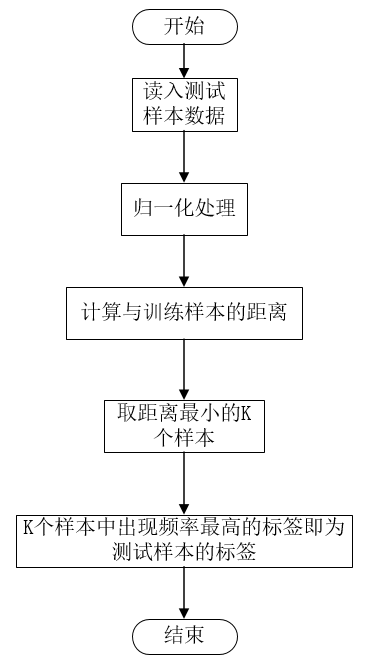 开始
读入测试
样本数据
归一化处理
计算与训练样本的距离
取距离最小的K
个样本
K个样本中出现频率最高的标签即为
测试样本的标签
结束